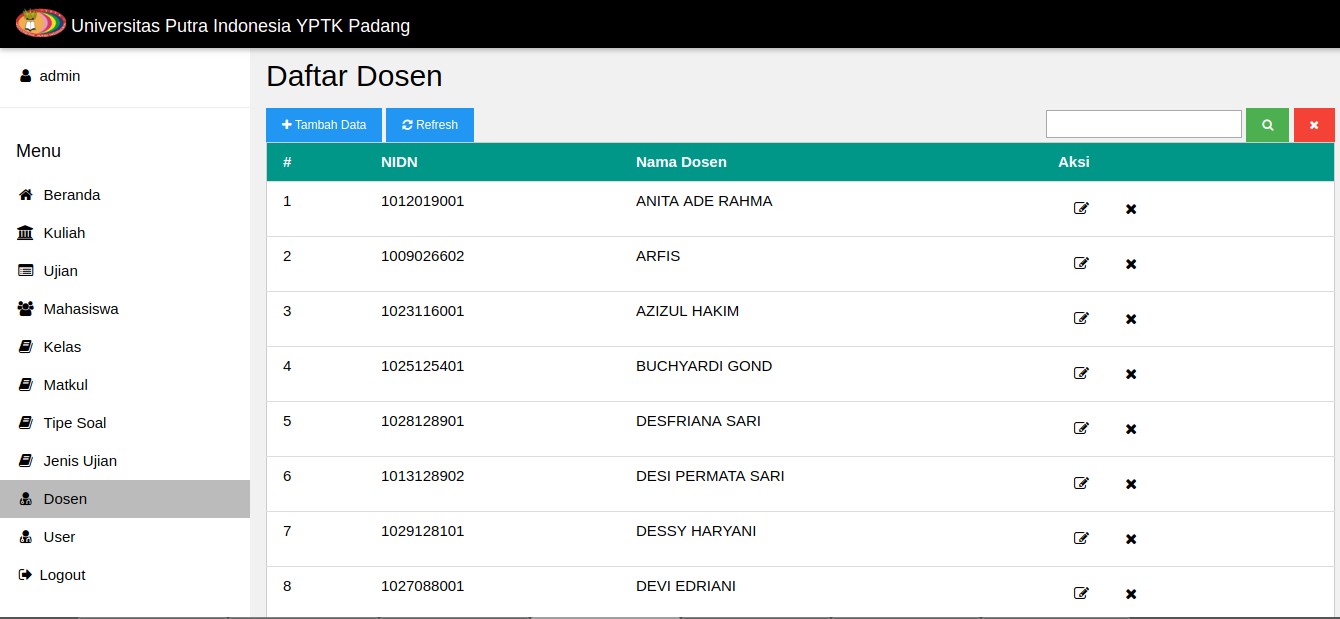 Universitas Putra Indonesia YPTK Padang
admin
Menu
Beranda
Kuliah
Ujian
Mahasiswa
Kelas
Matkul
Tipe Soal
Jenis Ujian
Dosen
User
Logout
Daftar Dosen
Tambah Data Refresh
# NIDN Nama Dosen Aksi
1 1012019001 ANITA ADE RAHMA
2 1009026602 ARFIS
3 1023116001 AZIZUL HAKIM
4 1025125401 BUCHYARDI GOND
5 1028128901 DESFRIANA SARI
6 1013128902 DESI PERMATA SARI
7 1029128101 DESSY HARYANI
8 1027088001 DEVI EDRIANI